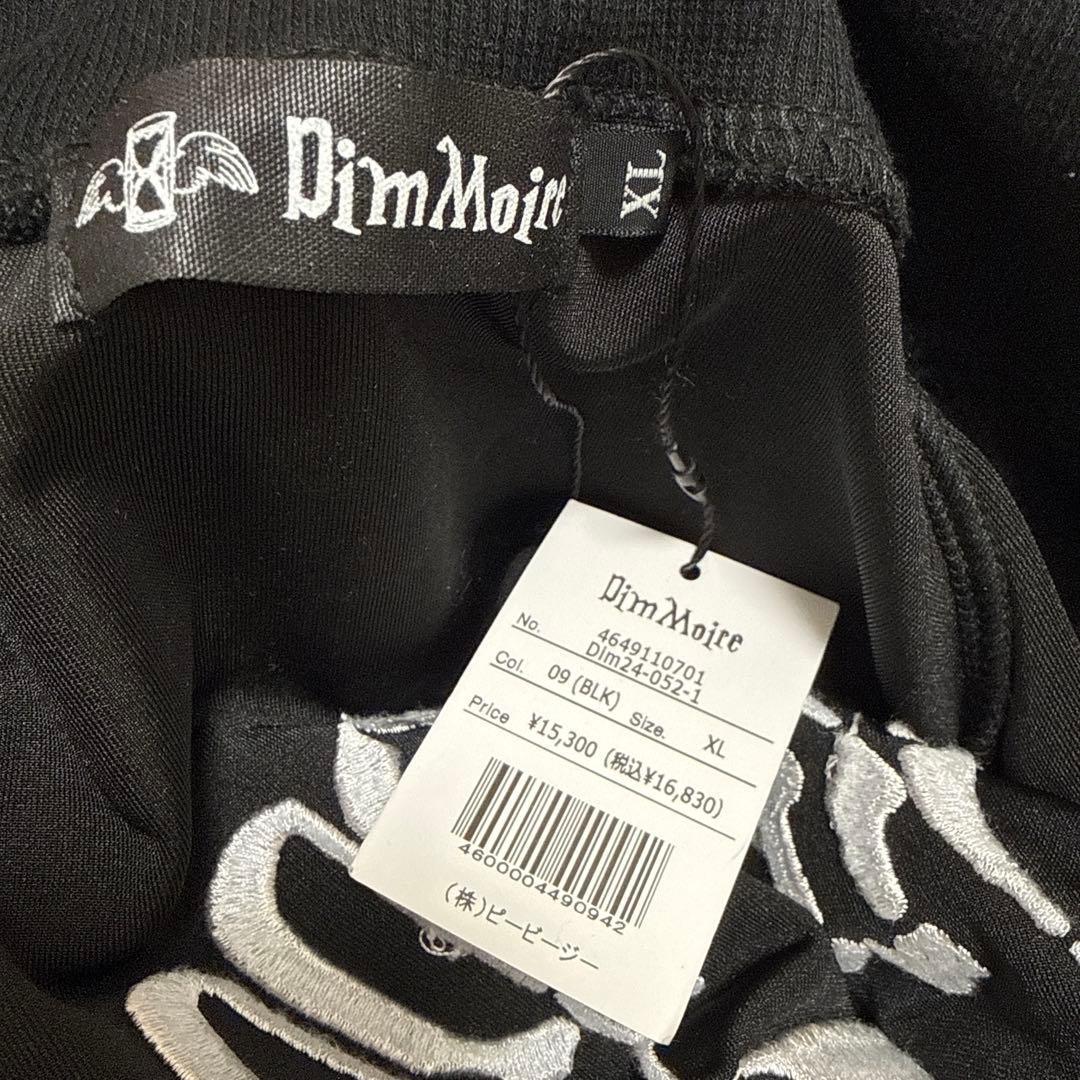 DimMoire
XL
DimMoire
No. 4649110701
Dim24-052-1
Col. 09 (BLK) Size. XL
Price ¥15,300 (税込¥16,830)
4600004490942
(株)ピービージー